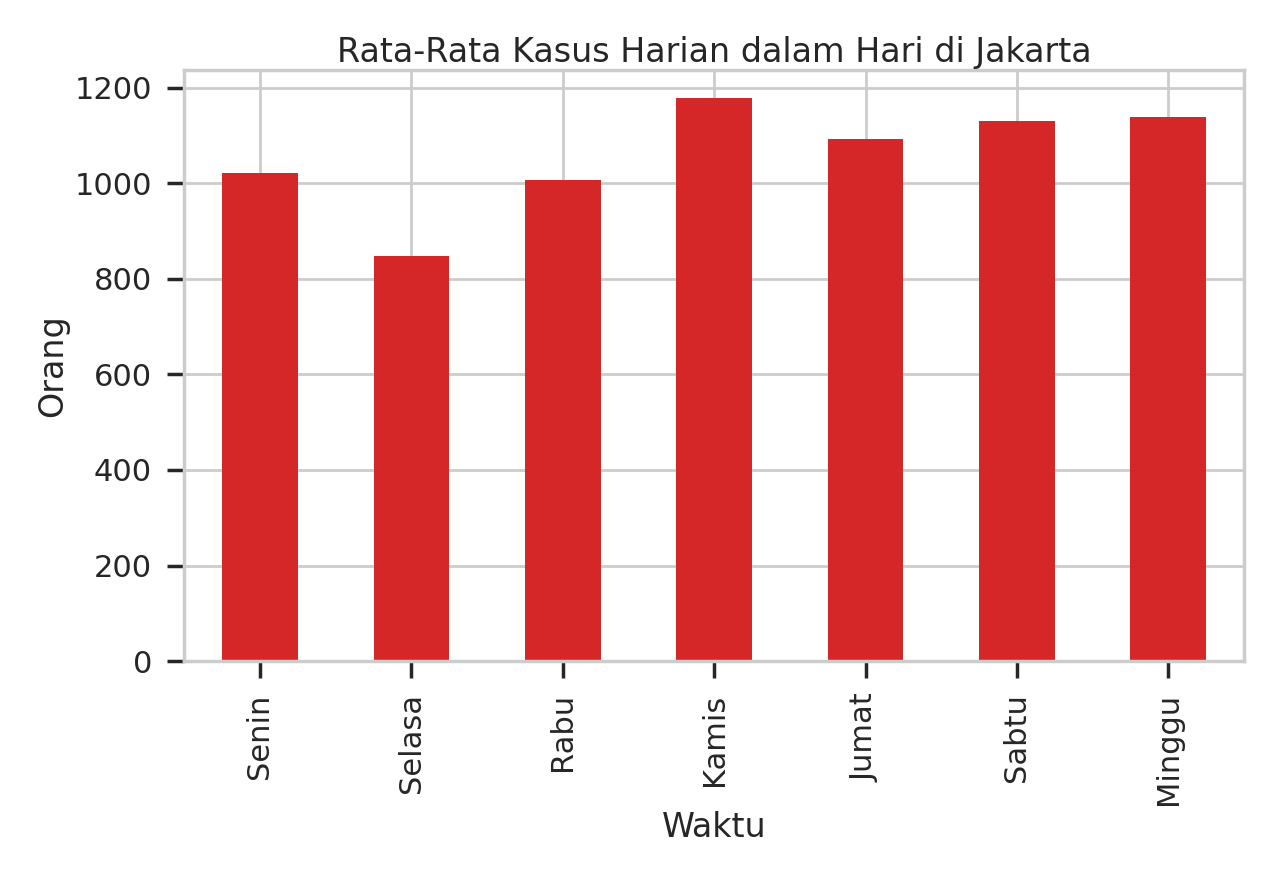 Rata-Rata Kasus Harian dalam Hari di Jakarta
1200
1000
800
600
400
200
0
Orang
Senin
Selasa
Rabu
Kamis
Jumat
Sabtu
Minggu
Waktu